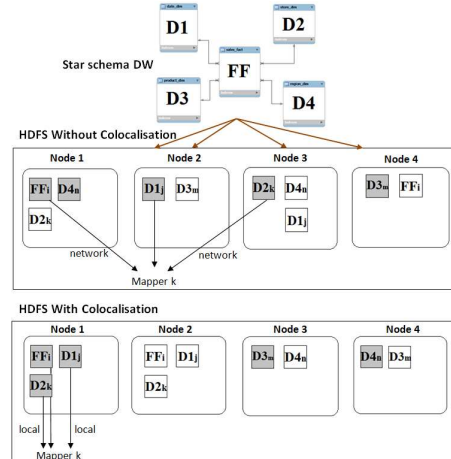 date_dim
store_dim
D1
D2
sales_fact
Star schema DW
FF
product_dim
region_dim
D3
D4
HDFS Without Colocalisation
Node 1
Node 2
Node 3
Node 4
FFi D4n
D1j D3m
D2k D4n
D3m FFi
D2k
D1j
network
network
Mapper k
HDFS With Colocalisation
Node 1
Node 2
Node 3
Node 4
FFi D1j
FFi D1j
D3m D4n
D4n D3m
D2k
D2k
local
local
Mapper k